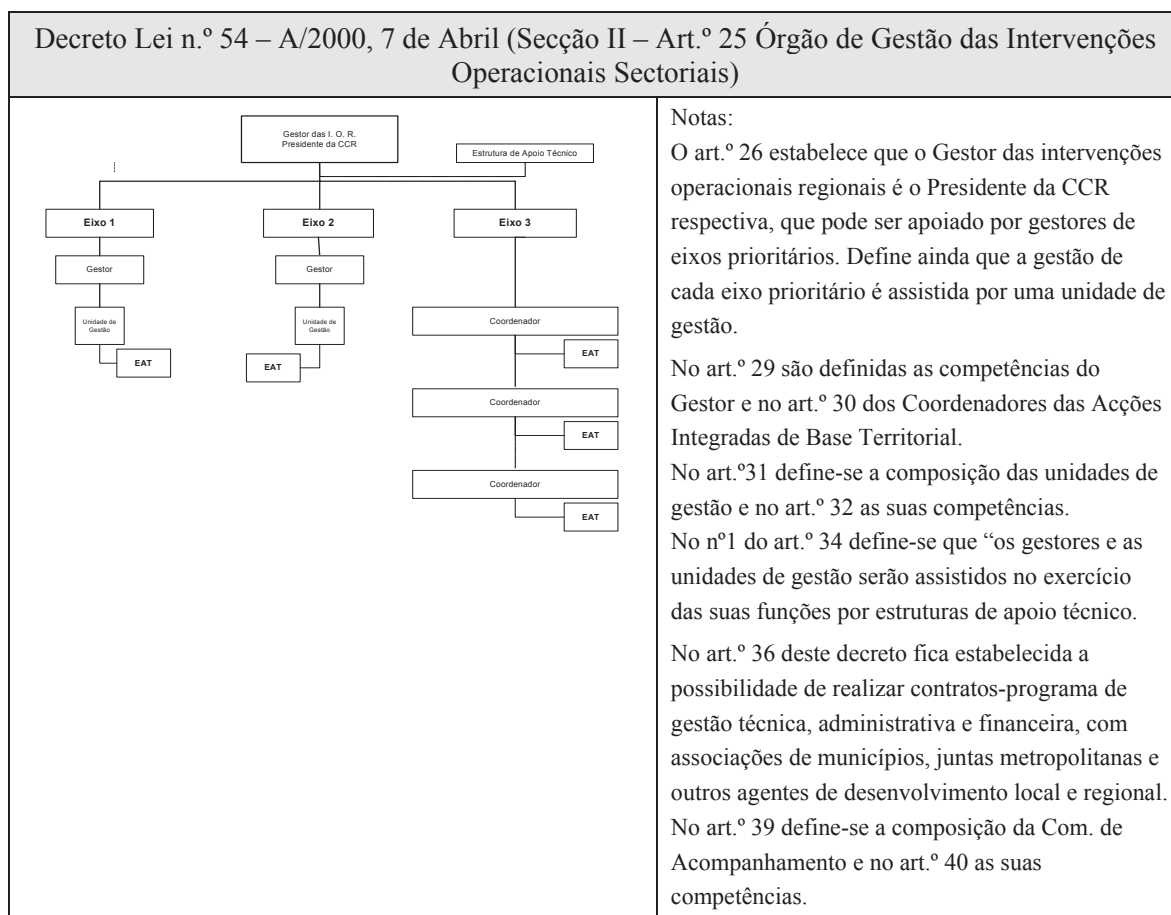 Decreto Lei n.º 54 – A/2000, 7 de Abril (Secção II – Art.º 25 Órgão de Gestão das Intervenções
Operacionais Sectoriais)
Gestor das I. O. R.
Presidente da CCR
Estrutura de Apoio Técnico
Eixo 1
Eixo 2
Eixo 3
Gestor
Gestor
Unidade de
Gestão
Unidade de
Gestão
EAT
EAT
Coordenador
EAT
Coordenador
EAT
Coordenador
EAT
Notas:
O art.º 26 estabelece que o Gestor das intervenções
operacionais regionais é o Presidente da CCR
respectiva, que pode ser apoiado por gestores de
eixos prioritários. Define ainda que a gestão de
cada eixo prioritário é assistida por uma unidade de
gestão.
No art.º 29 são definidas as competências do
Gestor e no art.º 30 dos Coordenadores das Acções
Integradas de Base Territorial.
No art.º31 define-se a composição das unidades de
gestão e no art.º 32 as suas competências.
No nº1 do art.º 34 define-se que “os gestores e as
unidades de gestão serão assistidos no exercício
das suas funções por estruturas de apoio técnico.
No art.º 36 deste decreto fica estabelecida a
possibilidade de realizar contratos-programa de
gestão técnica, administrativa e financeira, com
associações de municípios, juntas metropolitanas e
outros agentes de desenvolvimento local e regional.
No art.º 39 define-se a composição da Com. de
Acompanhamento e no art.º 40 as suas
competências.